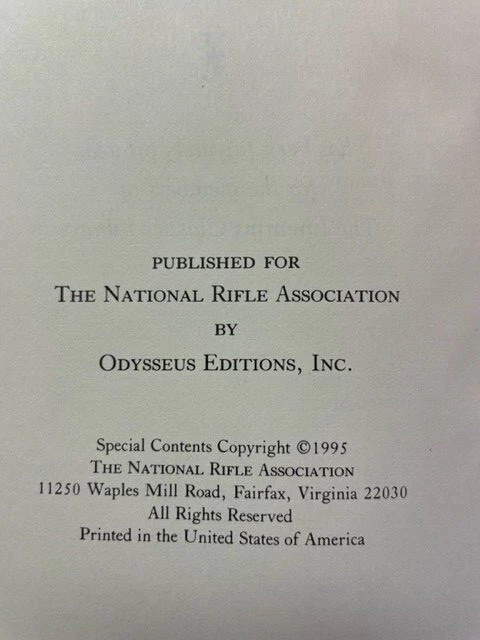 PUBLISHED FOR
THE NATIONAL RIFLE ASSOCIATION
BY
ODYSSEUS EDITIONS, INC.
Special Contents Copyright ©1995
THE NATIONAL RIFLE ASSOCIATION
11250 Waples Mill Road, Fairfax, Virginia 22030
All Rights Reserved
Printed in the United States of America